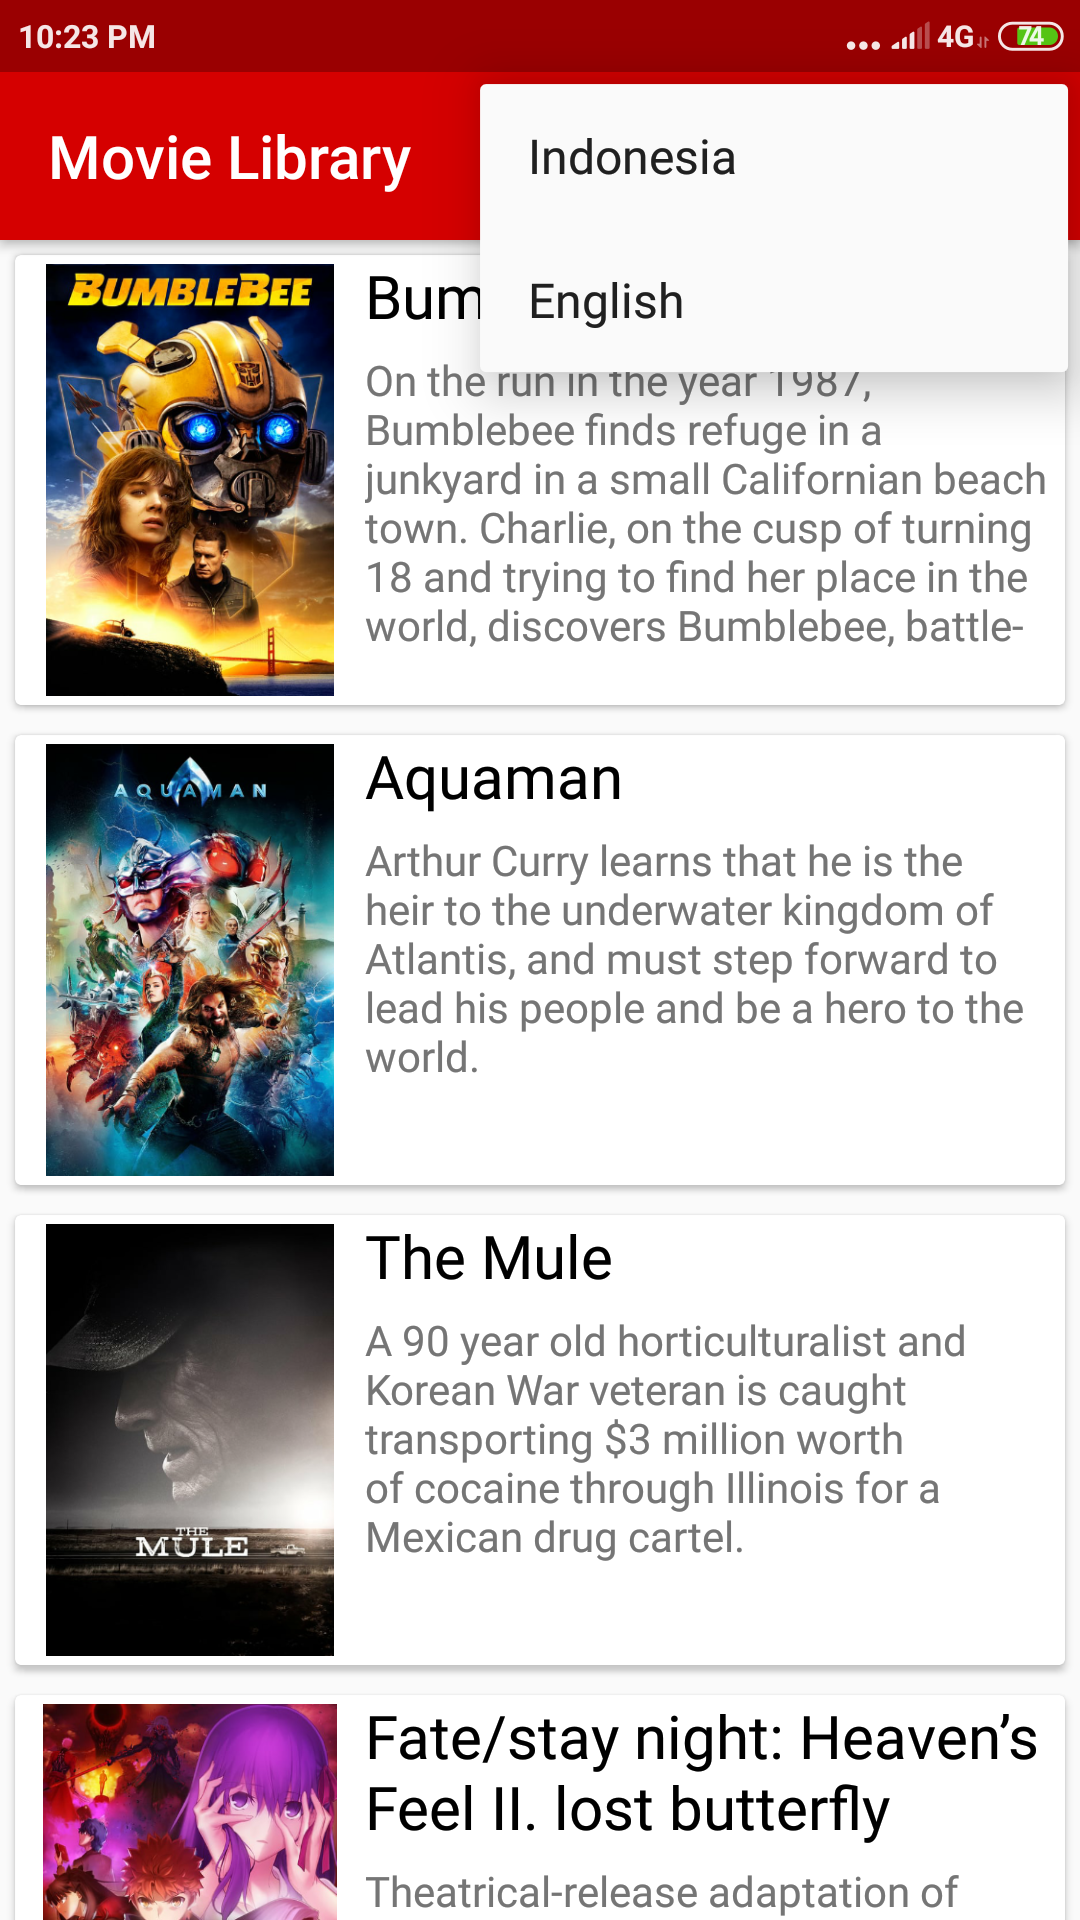 10:23 PM
4G
74
Movie Library
Indonesia
English
BUMBLEBEE
Bum
On the run in the year 1987,
Bumblebee finds refuge in a
junkyard in a small Californian beach
town. Charlie, on the cusp of turning
18 and trying to find her place in the
world, discovers Bumblebee, battle-
AQUAMAN
Aquaman
Arthur Curry learns that he is the
heir to the underwater kingdom of
Atlantis, and must step forward to
lead his people and be a hero to the
world.
THE
MULE
The Mule
A 90 year old horticulturalist and
Korean War veteran is caught
transporting $3 million worth
of cocaine through Illinois for a
Mexican drug cartel.
Fate/stay night: Heaven’s
Feel II. lost butterfly
Theatrical-release adaptation of